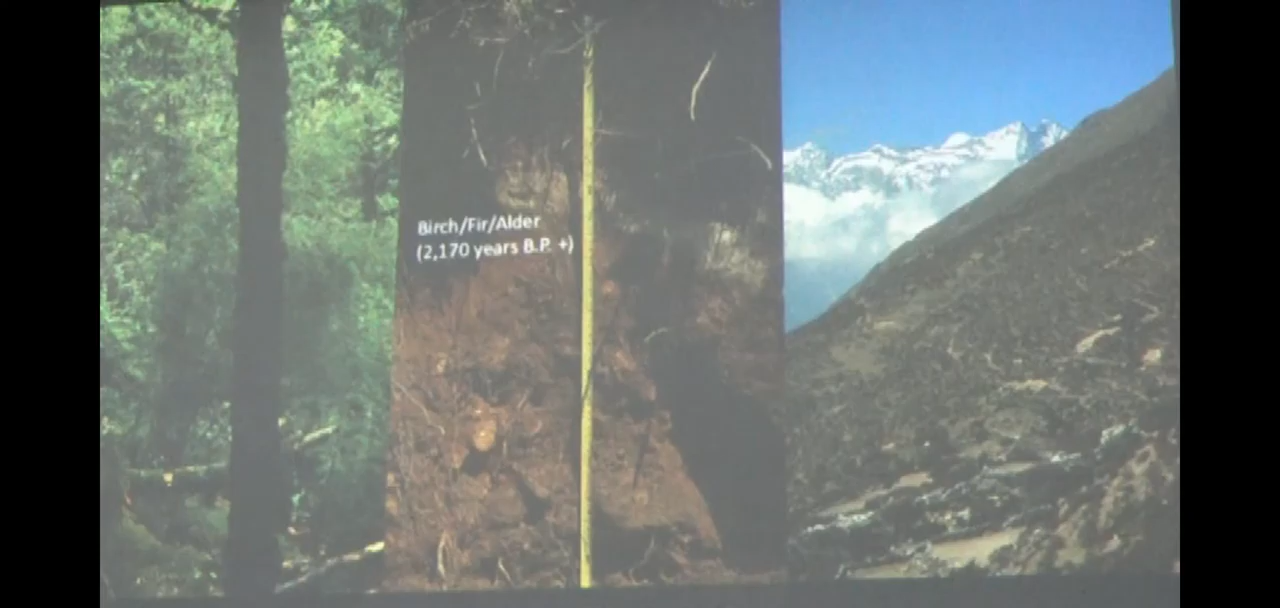 Birch/Fir/Alder
(2,170 years B.P. +)